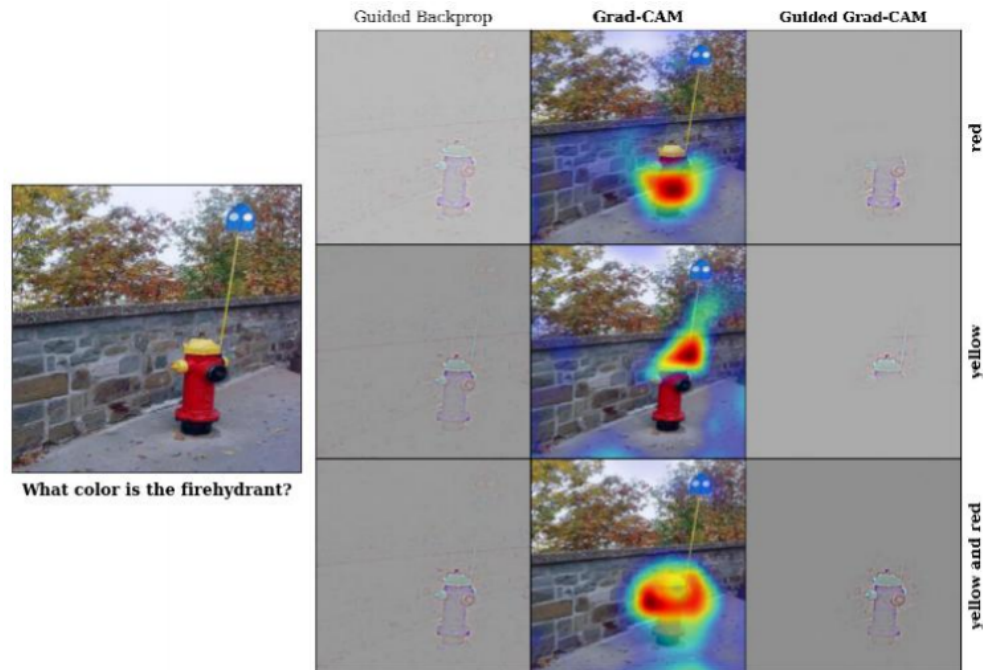 Guided Backprop
Grad-CAM
Guided Grad-CAM
red
yellow
yellow and red
What color is the firehydrant?